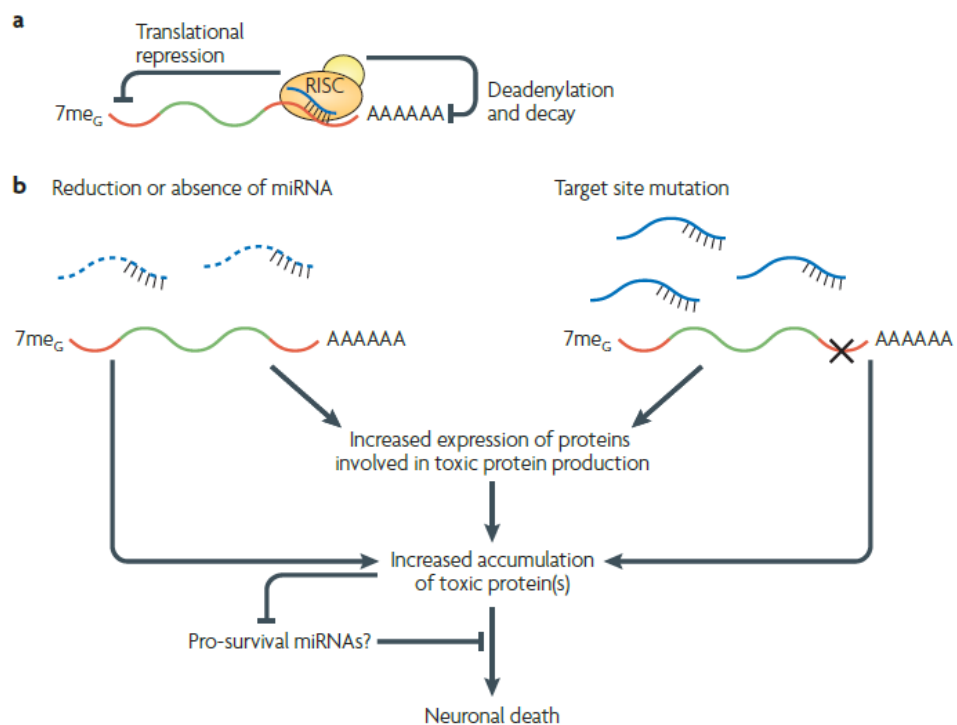 a
Translational
repression
RISC
7meG
AAAAAA
Deadenylation
and decay
b Reduction or absence of miRNA
Target site mutation
7meG
AAAAAA
7meG
AAAAAA
Increased expression of proteins
involved in toxic protein production
Increased accumulation
of toxic protein(s)
Pro-survival miRNAs?
Neuronal death